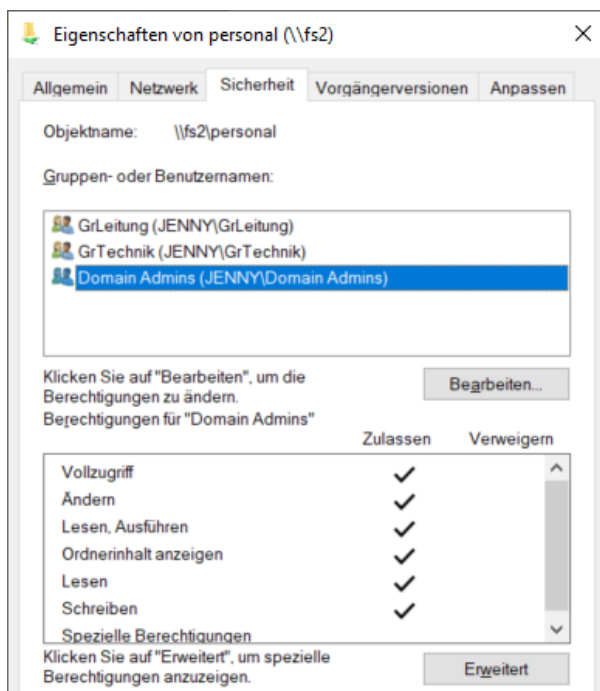 Eigenschaften von personal (\\fs2)
Allgemein Netzwerk Sicherheit Vorgängerversionen Anpassen
Objektname: \\fs2\personal
Gruppen- oder Benutzernamen:
GrLeitung (JENNY\GrLeitung)
GrTechnik (JENNY\GrTechnik)
Domain Admins (JENNY\Domain Admins)
Klicken Sie auf "Bearbeiten", um die
Berechtigungen zu ändern.
Bearbeiten...
Berechtigungen für "Domain Admins"
Zulassen Verweigern
Vollzugriff
Ändern
Lesen, Ausführen
Ordnerinhalt anzeigen
Lesen
Schreiben
Spezielle Berechtigungen
Klicken Sie auf "Erweitert", um spezielle
Berechtigungen anzuzeigen.
Erweitert